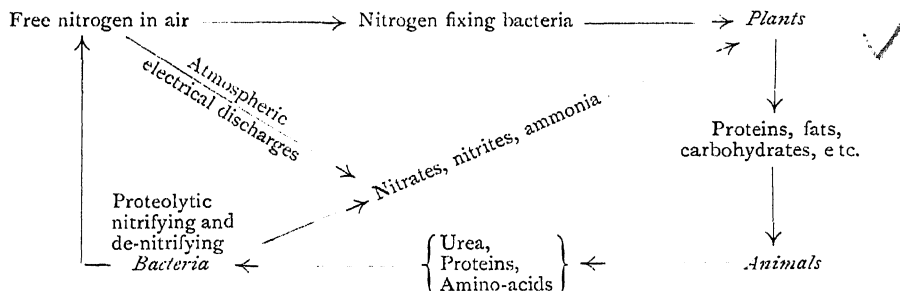 Free nitrogen in air
Nitrogen fixing bacteria
Plants
Atmospheric
electrical discharges
Nitrates, nitrites, ammonia
Proteins, fats,
carbohydrates, etc.
Proteolytic
nitrifying and
de-nitrifying
Bacteria
Urea,
Proteins,
Amino-acids
Animals